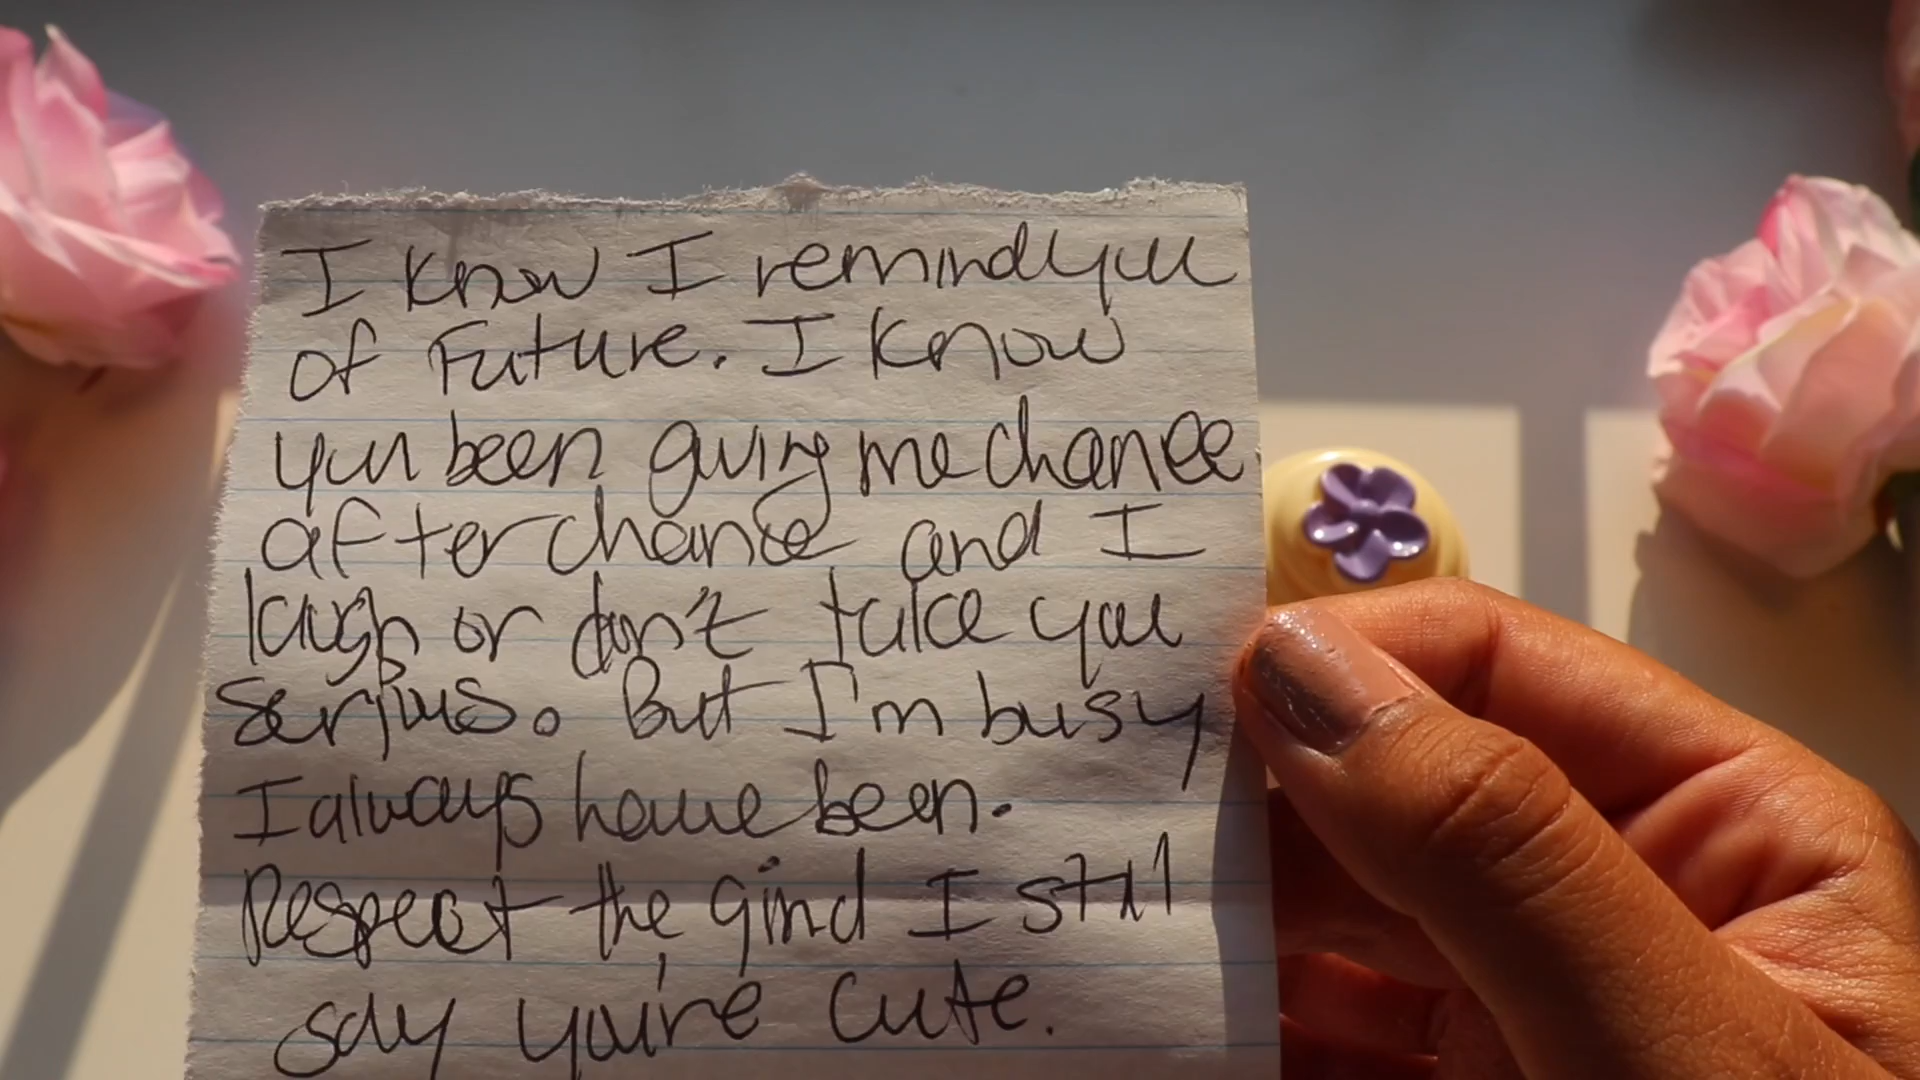 I know I remind you
of Future. I know
you been giving me chance
after chance and I
laugh or don't take you
serious. But I'm busy
I always have been.
Respect the gind I still
say you're cute.